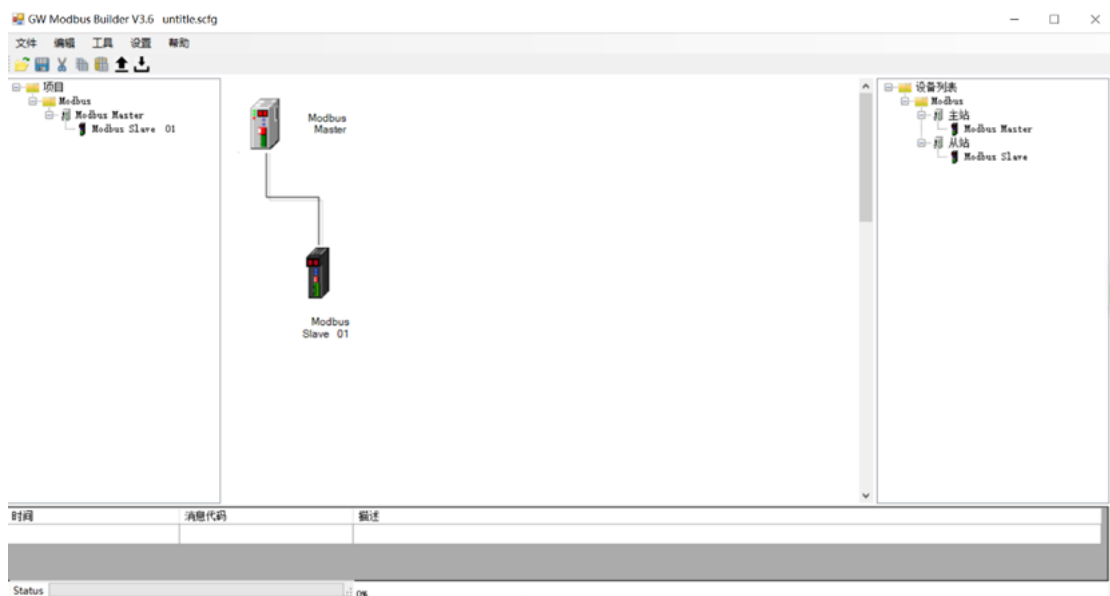 GW Modbus Builder V3.6 untitle.scfg
文件 编辑 工具 设置 帮助
项目
Modbus
Modbus Master
Modbus Slave 01
Modbus
Master
Modbus
Slave 01
设备列表
Modbus
主站
Modbus Master
从站
Modbus Slave
时间 消息代码 描述
Status 0%